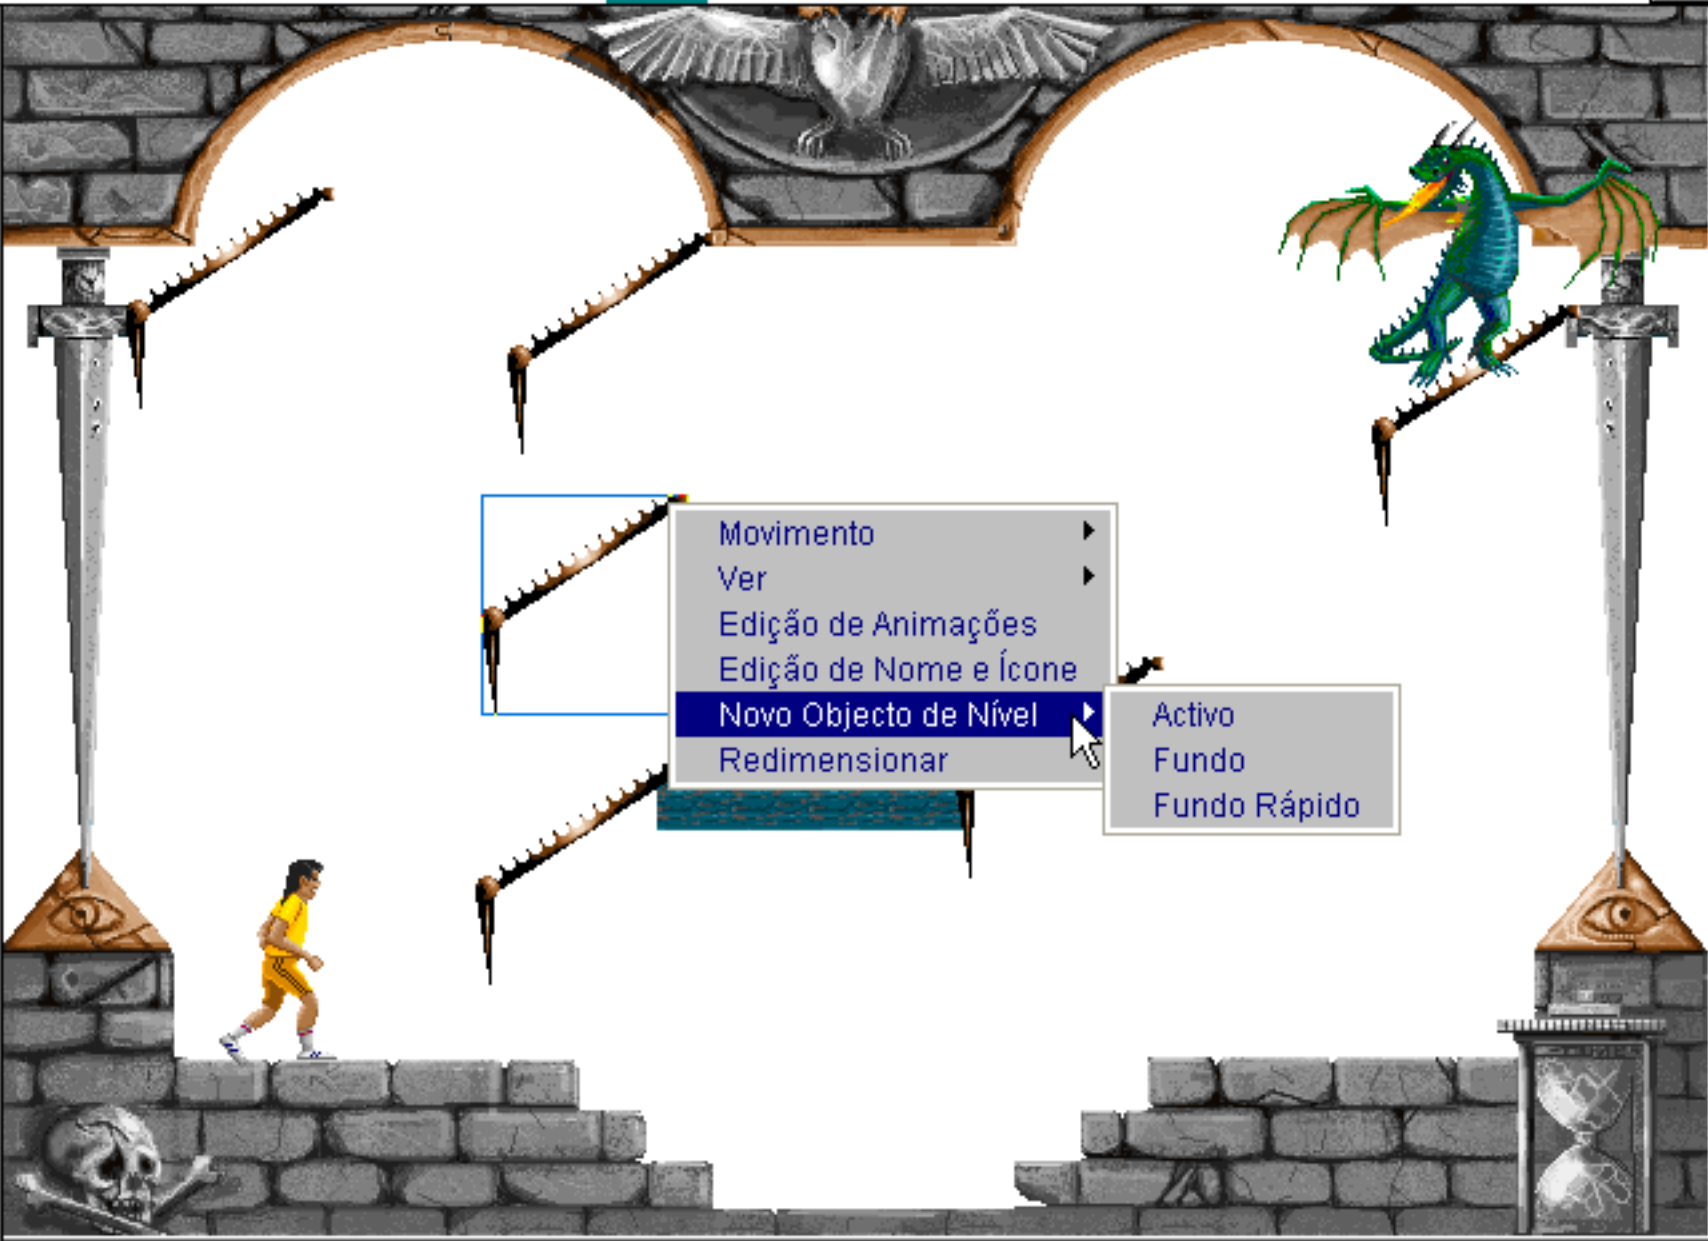 Movimento
Ver
Edição de Animações
Edição de Nome e Ícone
Novo Objecto de Nível
Redimensionar
Activo
Fundo
Fundo Rápido